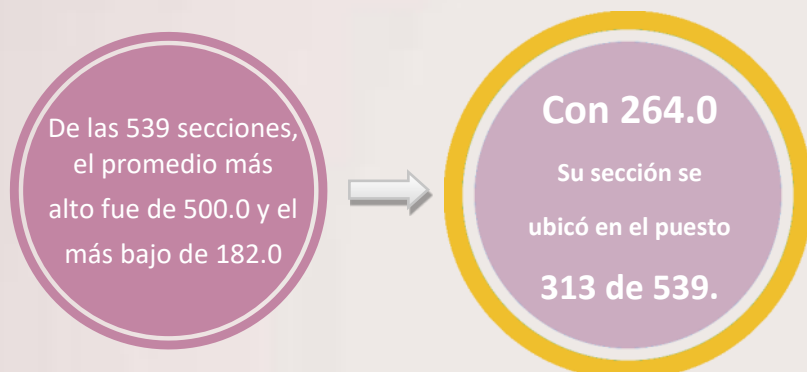 De las 539 secciones,
el promedio más
alto fue de 500.0 y el
más bajo de 182.0
Con 264.0
Su sección se
ubicó en el puesto
313 de 539.